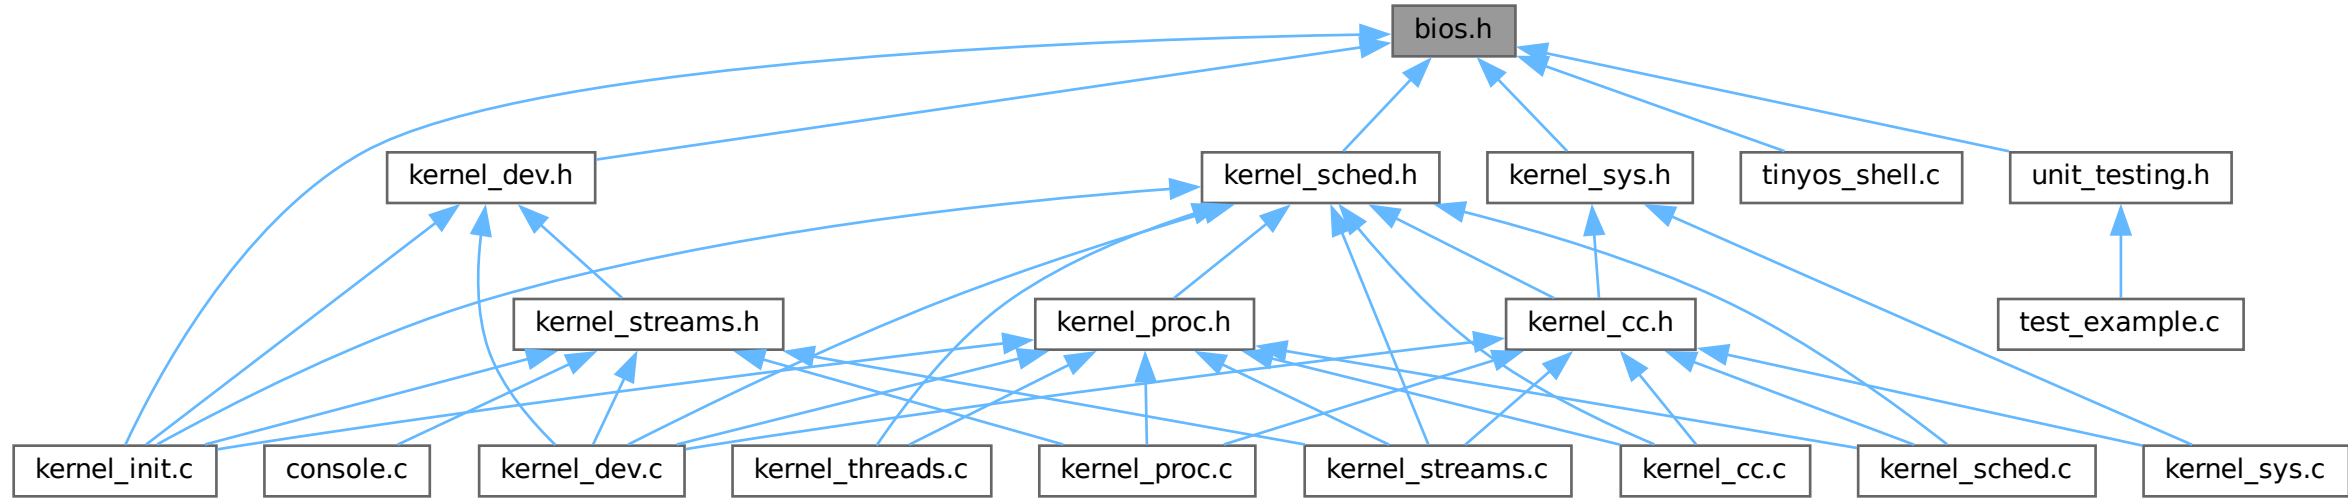 bios.h
kernel_dev.h
kernel_sched.h
kernel_sys.h
tinyos_shell.c
unit_testing.h
kernel_streams.h
kernel_proc.h
kernel_cc.h
test_example.c
kernel_init.c
console.c
kernel_dev.c
kernel_threads.c
kernel_proc.c
kernel_streams.c
kernel_cc.c
kernel_sched.c
kernel_sys.c